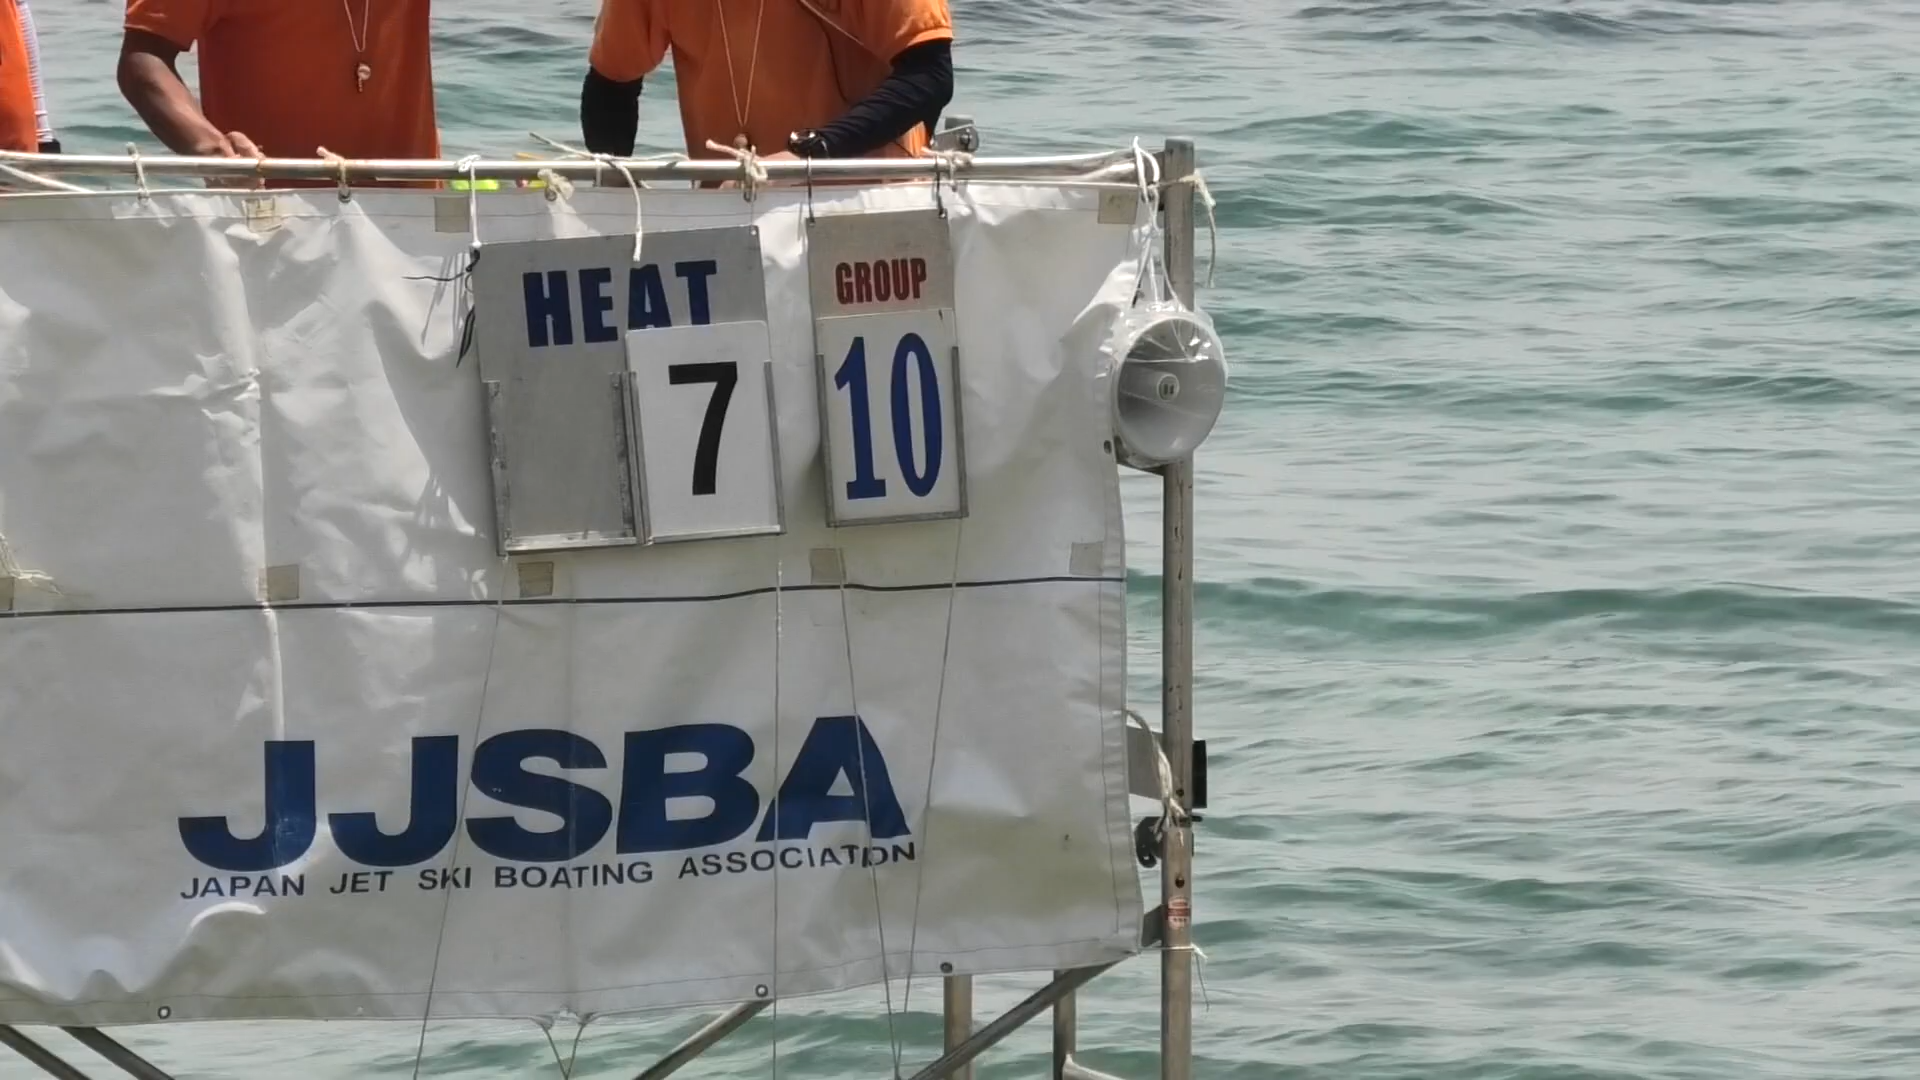 HEAT
7
GROUP
10
JJSBA
JAPAN JET SKI BOATING ASSOCIATION